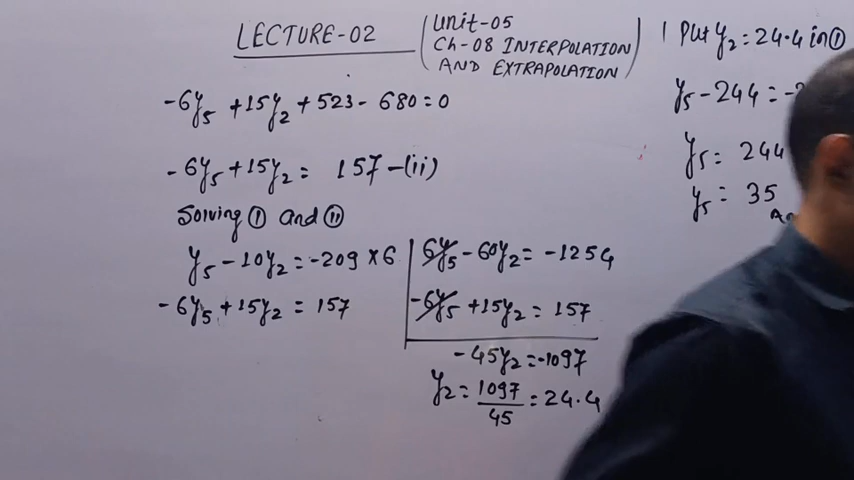 LECTURE-02
(Unit-05
Ch-08 INTERPOLATION
AND EXTRAPOLATION)
-6y₅ +15y₂ +523 - 680=0
-6y₅ +15y₂ = 157 -(ii)
Solving ① And ⑪
y₅ - 10y₂ = -209 ×6
-6y₅ +15y₂ = 157
6y₅ - 60y₂ = -1254
-6y₅ +15y₂ = 157
-45y₂ = -1097
y₂ = 1097/45 = 24.4
Put y₂ = 24.4 in ①
y₅ - 244 = -2
y₅ = 244
y₅ = 35